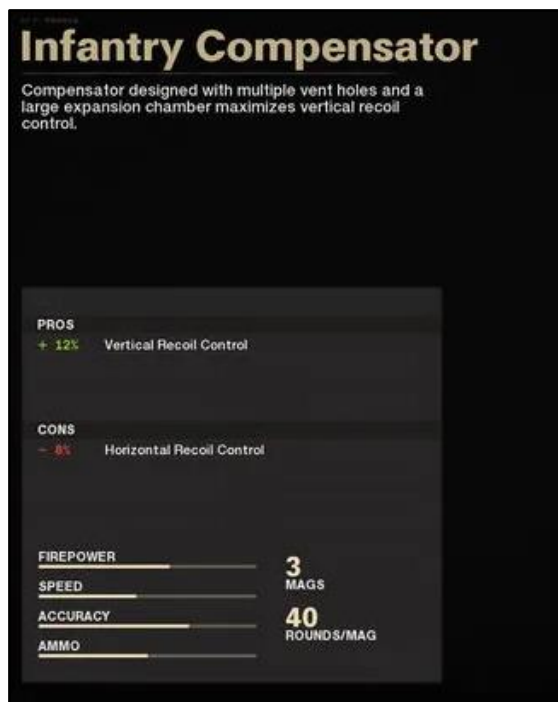 Infantry Compensator
Compensator designed with multiple vent holes and a
large expansion chamber maximizes vertical recoil
control.
PROS
+ 12% Vertical Recoil Control
CONS
- 8% Horizontal Recoil Control
FIREPOWER
SPEED
ACCURACY
AMMO
3
MAGS
40
ROUNDS/MAG